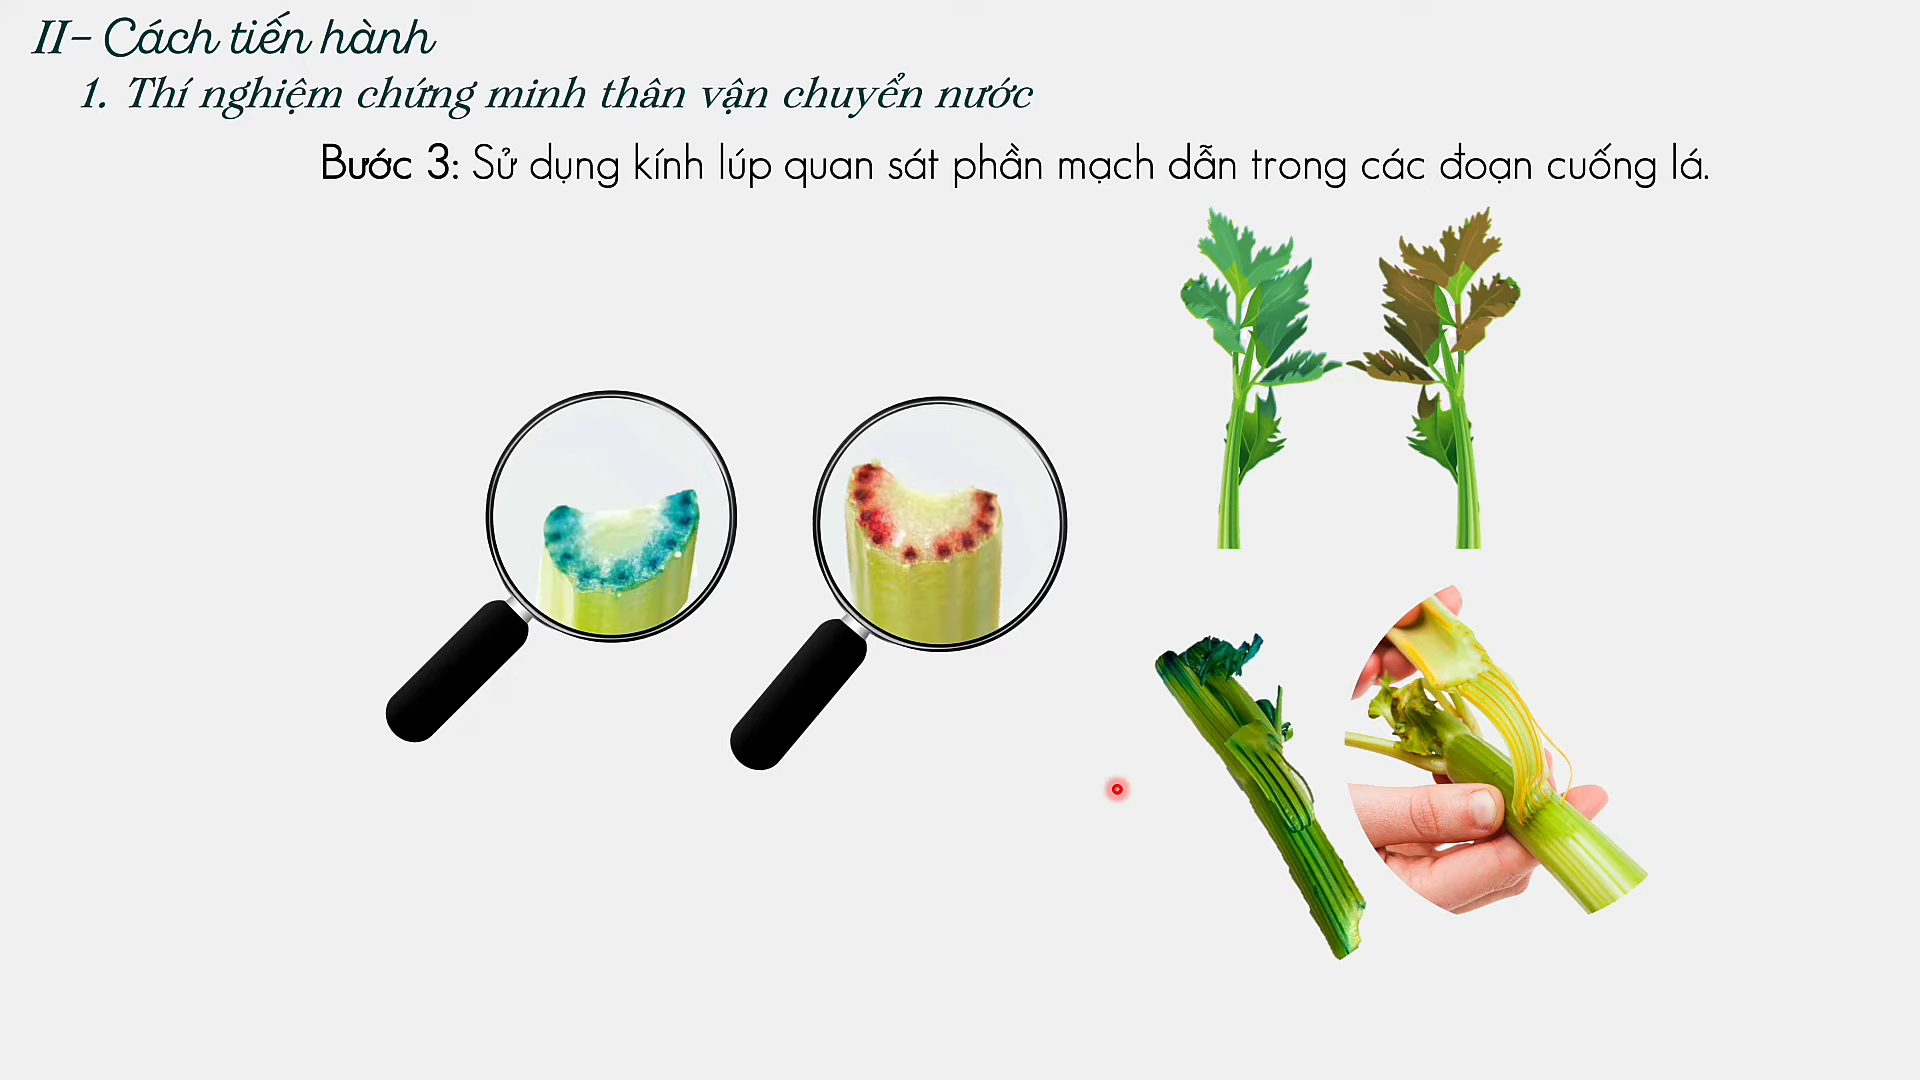 II- Cách tiến hành
1. Thí nghiệm chứng minh thân vận chuyển nước
Bước 3: Sử dụng kính lúp quan sát phần mạch dẫn trong các đoạn cuống lá.